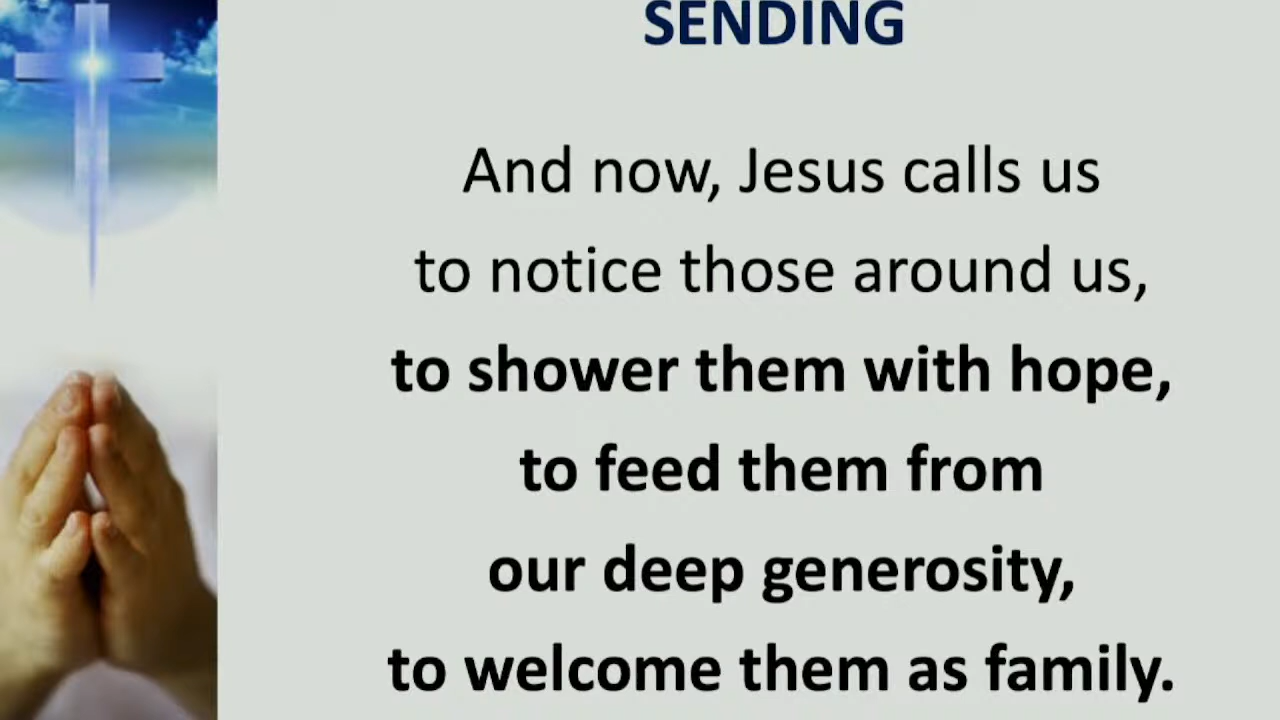 SENDING
And now, Jesus calls us
to notice those around us,
to shower them with hope,
to feed them from
our deep generosity,
to welcome them as family.